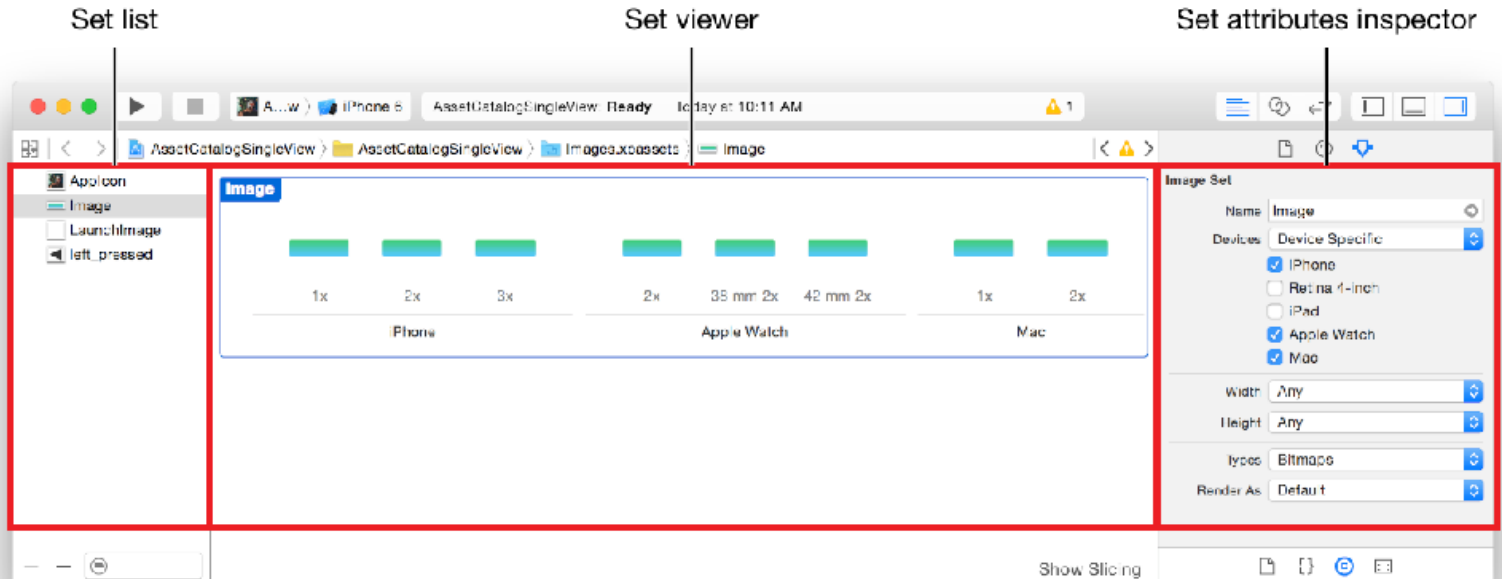 Set list
Set viewer
Set attributes inspector
A...w
iPhone 6
AssetCatalogSingleView: Ready
Today at 10:11 AM
1
AssetCatalogSingleView
AssetCatalogSingleView
Images.xcassets
Image
AppIcon
Image
LaunchImage
left_pressed
Image
1x 2x 3x
iPhone
2x 38 mm 2x 42 mm 2x
Apple Watch
1x 2x
Mac
Show Slicing
Image Set
Name Image
Devices Device Specific
iPhone
Retina 4-inch
iPad
Apple Watch
Mac
Width Any
Height Any
Types Bitmaps
Render As Default